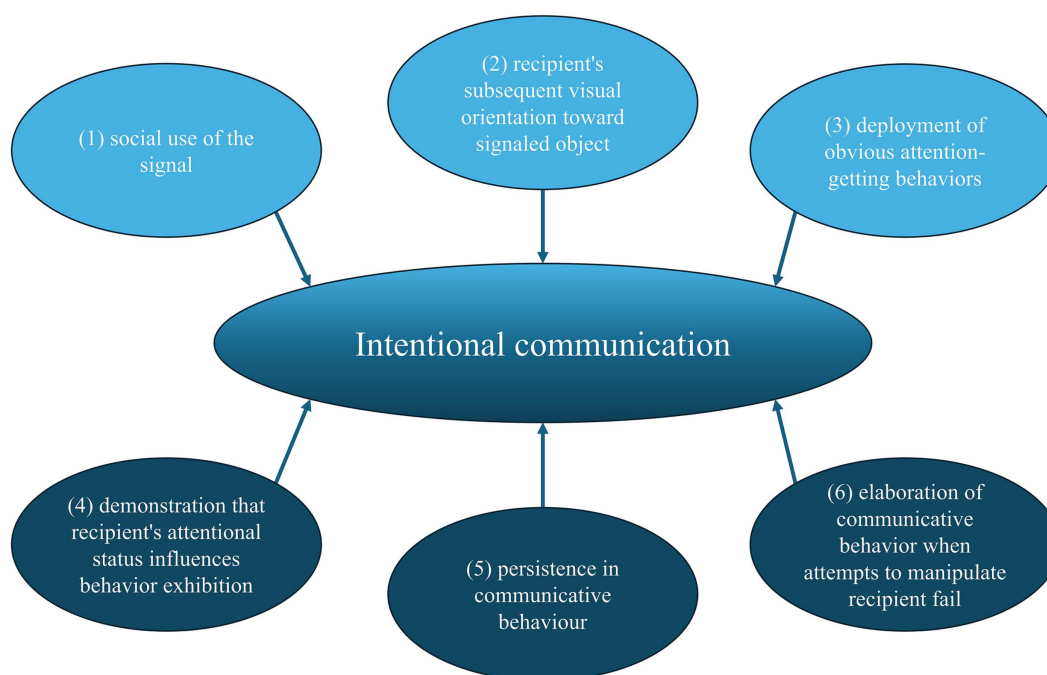 (1) social use of the
signal
(2) recipient's
subsequent visual
orientation toward
signaled object
(3) deployment of
obvious attention-
getting behaviors
Intentional communication
(4) demonstration that
recipient's attentional
status influences
behavior exhibition
(5) persistence in
communicative
behaviour
(6) elaboration of
communicative
behavior when
attempts to manipulate
recipient fail